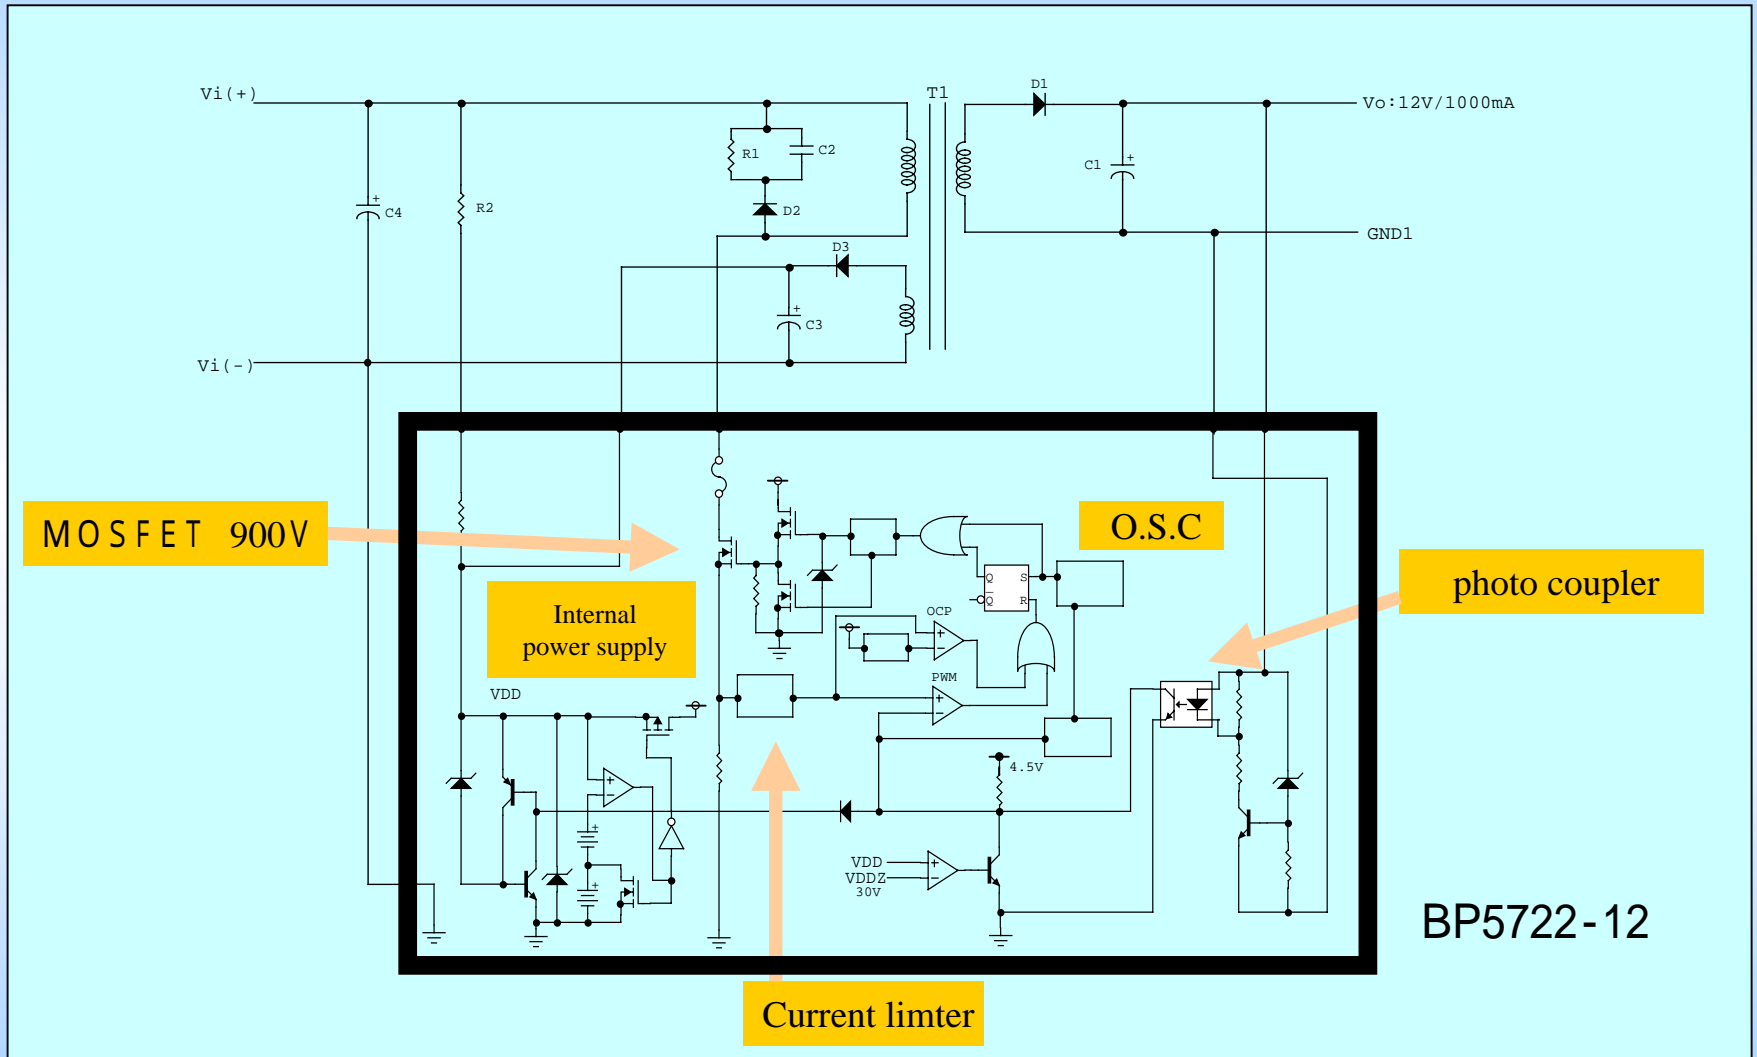 Vi(+)
T1
D1
Vo:12V/1000mA
R1
C2
C1
C4
R2
D2
GND1
D3
C3
Vi(-)
MOSFET 900V
O.S.C
photo coupler
Q
S
Q
R
OCP
Internal
power supply
PWM
VDD
4.5V
VDD
VDDZ
30V
BP5722-12
Current limter